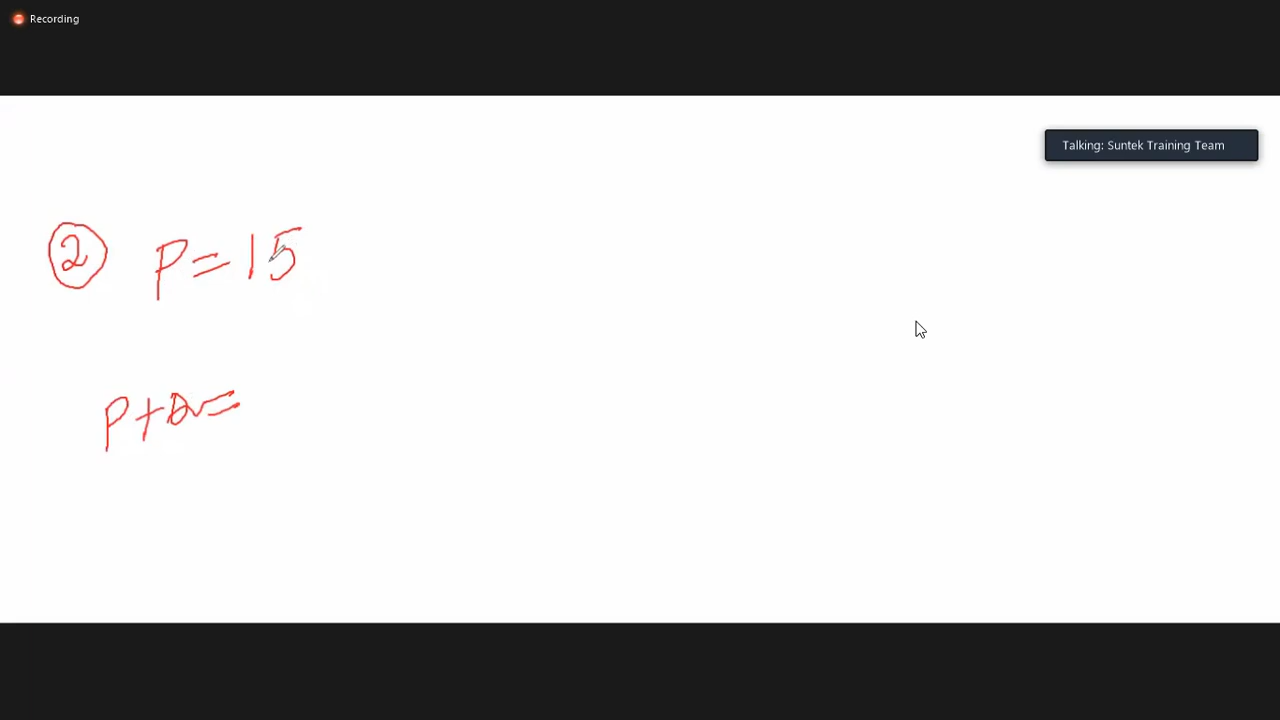 Recording
Talking: Suntek Training Team
② P=15
P+Q=